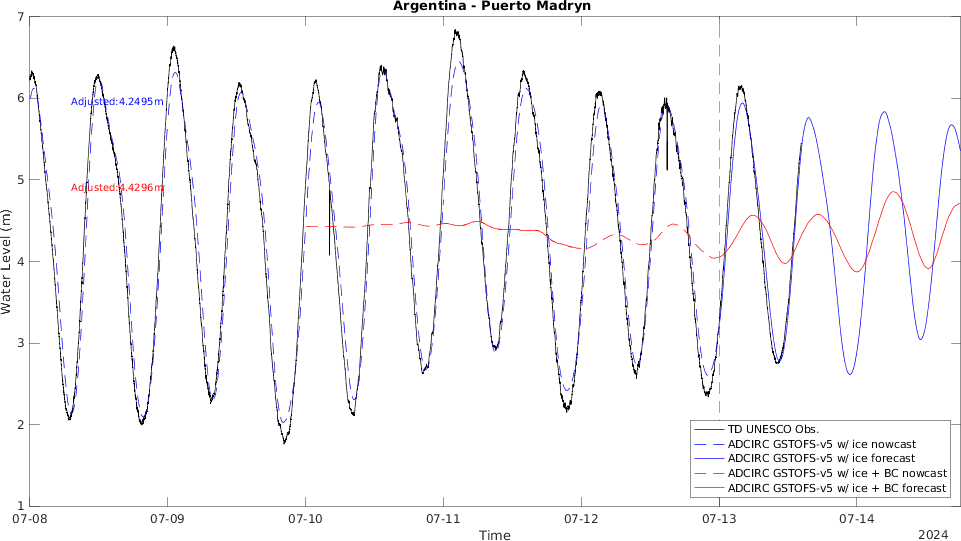 Argentina - Puerto Madryn
7
6
5
4
3
2
1
Water Level (m)
Adjusted:4.2495m
Adjusted:4.4296m
TD UNESCO Obs.
ADCIRC GSTOFS-v5 w/ ice nowcast
ADCIRC GSTOFS-v5 w/ ice forecast
ADCIRC GSTOFS-v5 w/ ice + BC nowcast
ADCIRC GSTOFS-v5 w/ ice + BC forecast
07-08 07-09 07-10 07-11 07-12 07-13 07-14
Time
2024